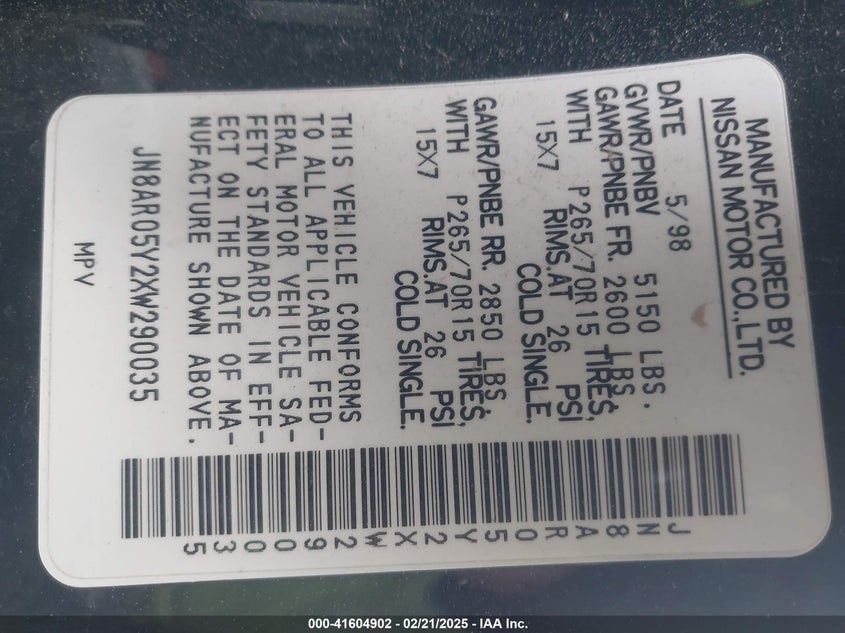 MANUFACTURED BY
NISSAN MOTOR CO.,LTD.
DATE 5/98
GVWR/PNBV 5150 LBS.
GAWR/PNBE FR. 2600 LBS.
WITH P265/70R15 TIRES,
15X7 RIMS.AT 26 PSI
COLD SINGLE.
GAWR/PNBE RR. 2850 LBS.
WITH P265/70R15 TIRES,
15X7 RIMS.AT 26 PSI
COLD SINGLE.
THIS VEHICLE CONFORMS
TO ALL APPLICABLE FED-
ERAL MOTOR VEHICLE SA-
FETY STANDARDS IN EFF-
ECT ON THE DATE OF MA-
NUFACTURE SHOWN ABOVE.
JN8AR05Y2XW290035
MPV
JN8AR05Y2XW290035
000-41604902 - 02/21/2025 - IAA Inc.